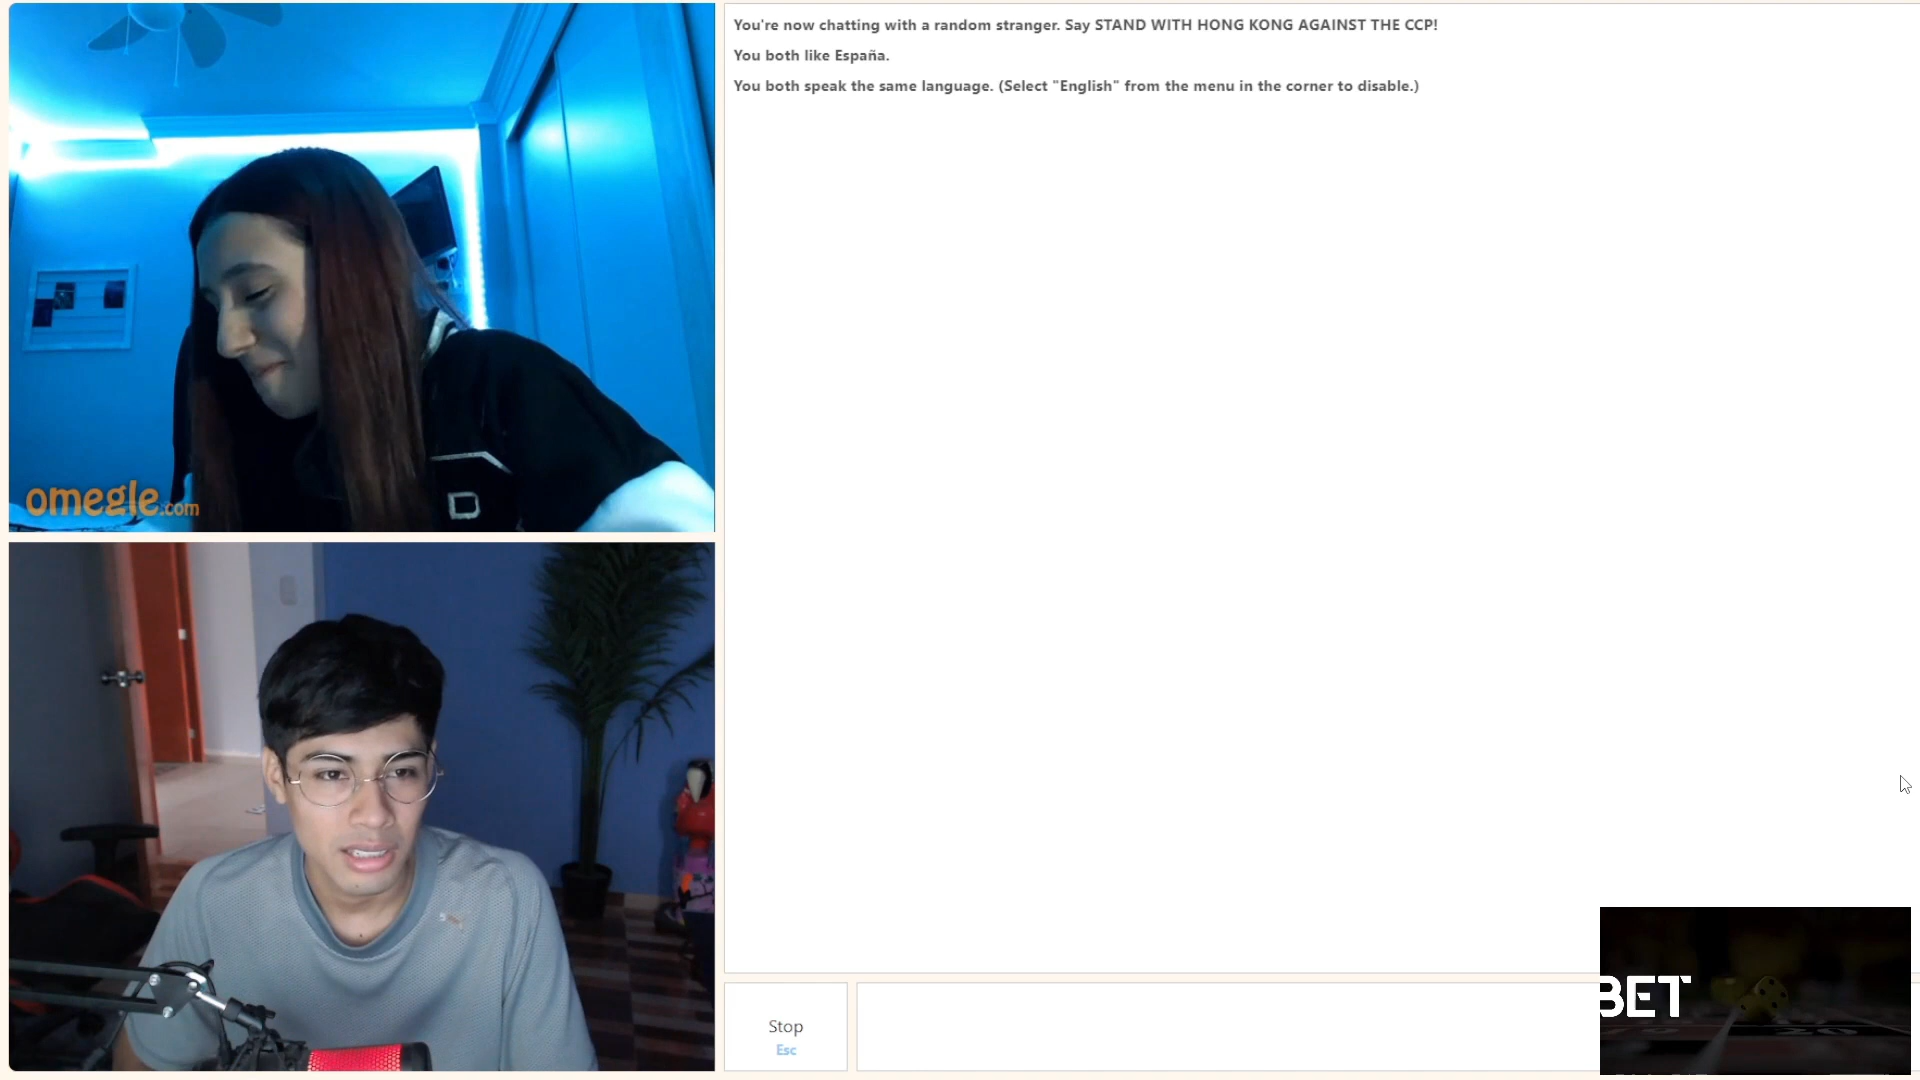 You're now chatting with a random stranger. Say STAND WITH HONG KONG AGAINST THE CCP!
You both like España.
You both speak the same language. (Select "English" from the menu in the corner to disable.)
omegle.com
Stop
Esc
BET
20